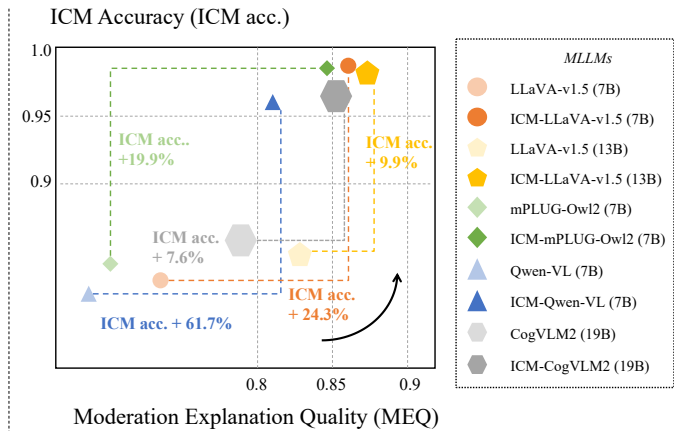 ICM Accuracy (ICM acc.)
1.0
0.95
0.9
ICM acc..
+19.9%
ICM acc.
+ 9.9%
ICM acc.
+ 7.6%
ICM acc.
+ 24.3%
ICM acc. + 61.7%
0.8
0.85
0.9
Moderation Explanation Quality (MEQ)
MLLMs
LLaVA-v1.5 (7B)
ICM-LLaVA-v1.5 (7B)
LLaVA-v1.5 (13B)
ICM-LLaVA-v1.5 (13B)
mPLUG-Owl2 (7B)
ICM-mPLUG-Owl2 (7B)
Qwen-VL (7B)
ICM-Qwen-VL (7B)
CogVLM2 (19B)
ICM-CogVLM2 (19B)